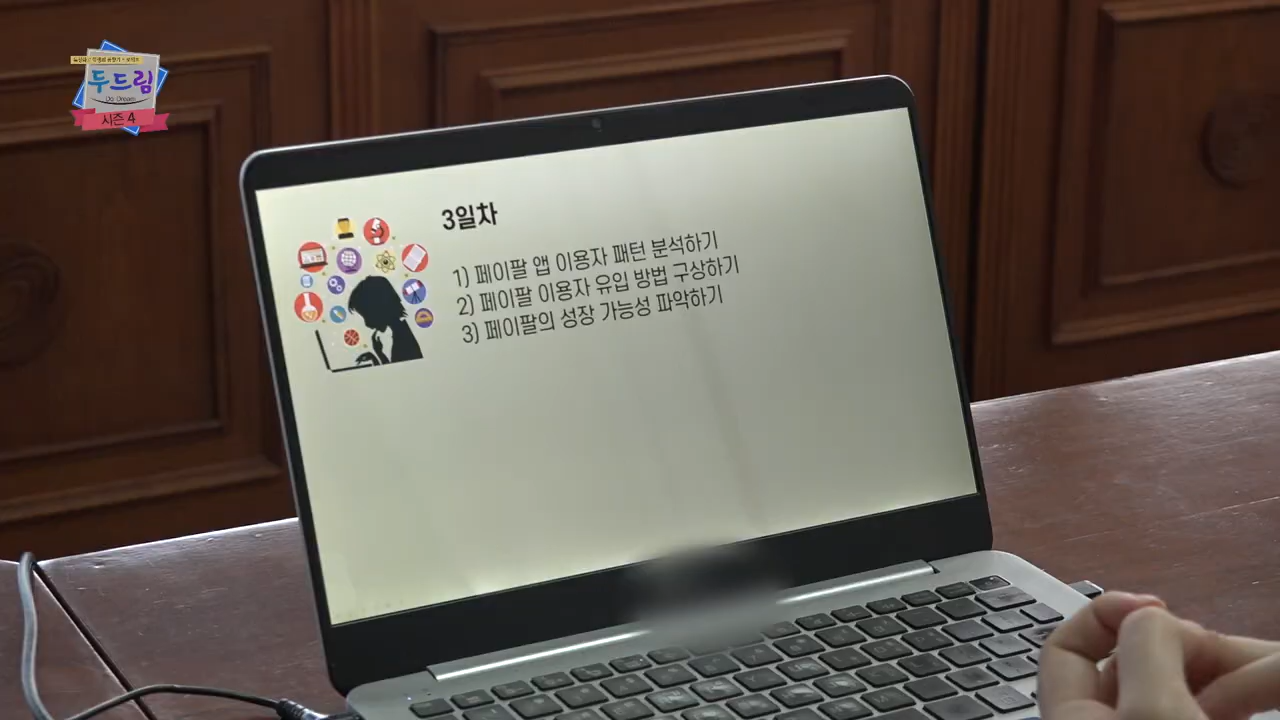 두드림
Do Dream
시즌 4
3일차
1) 페이팔 앱 이용자 패턴 분석하기
2) 페이팔 이용자 유입 방법 구상하기
3) 페이팔의 성장 가능성 파악하기